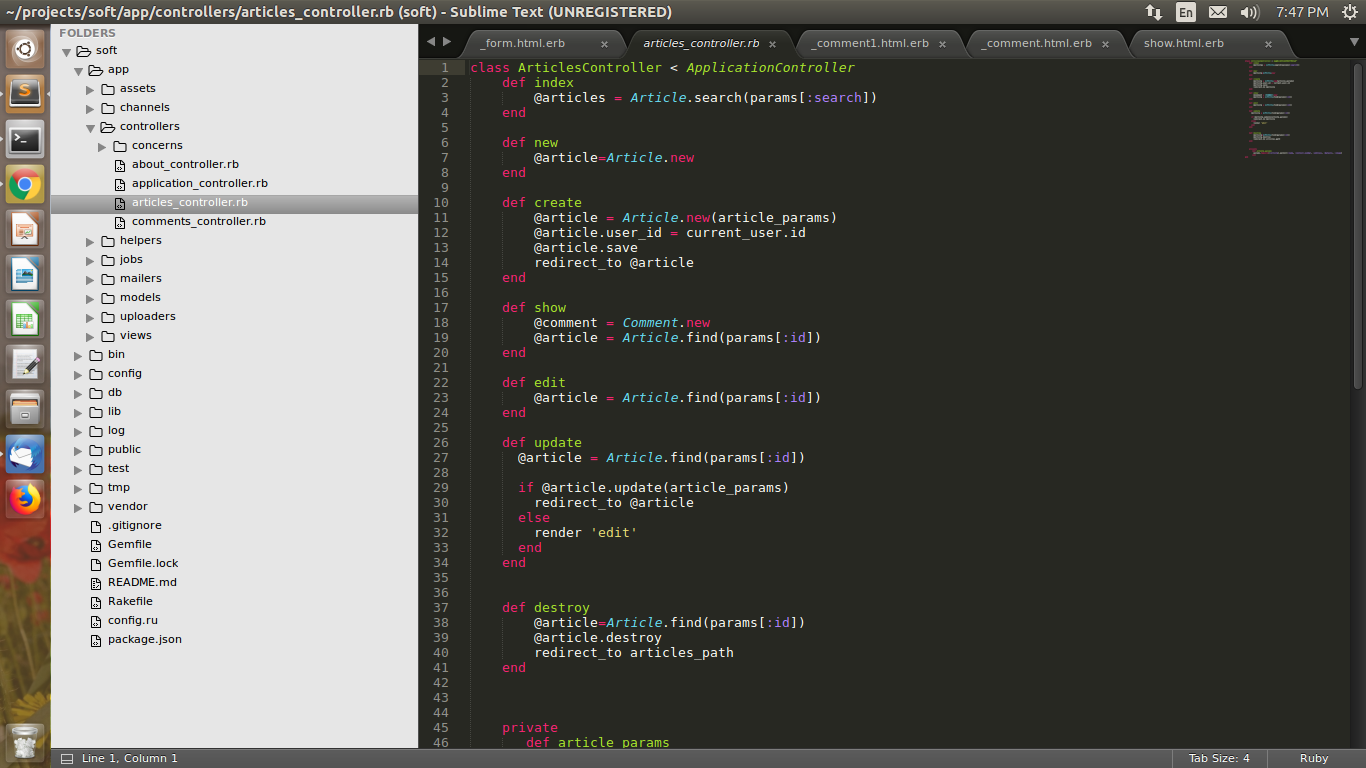 ~/projects/soft/app/controllers/articles_controller.rb (soft) - Sublime Text (UNREGISTERED)
En
7:47 PM
FOLDERS
soft
app
assets
channels
controllers
concerns
about_controller.rb
application_controller.rb
articles_controller.rb
comments_controller.rb
helpers
jobs
mailers
models
uploaders
views
bin
config
db
lib
log
public
test
tmp
vendor
.gitignore
Gemfile
Gemfile.lock
README.md
Rakefile
config.ru
package.json
_form.html.erb ×
articles_controller.rb ×
_comment1.html.erb ×
_comment.html.erb ×
show.html.erb ×
1 class ArticlesController < ApplicationController
2 def index
3 @articles = Article.search(params[:search])
4 end
5
6 def new
7 @article=Article.new
8 end
9
10 def create
11 @article = Article.new(article_params)
12 @article.user_id = current_user.id
13 @article.save
14 redirect_to @article
15 end
16
17 def show
18 @comment = Comment.new
19 @article = Article.find(params[:id])
20 end
21
22 def edit
23 @article = Article.find(params[:id])
24 end
25
26 def update
27 @article = Article.find(params[:id])
28
29 if @article.update(article_params)
30 redirect_to @article
31 else
32 render 'edit'
33 end
34 end
35
36
37 def destroy
38 @article=Article.find(params[:id])
39 @article.destroy
40 redirect_to articles_path
41 end
42
43
44
45 private
46 def article_params
Line 1, Column 1
Tab Size: 4
Ruby